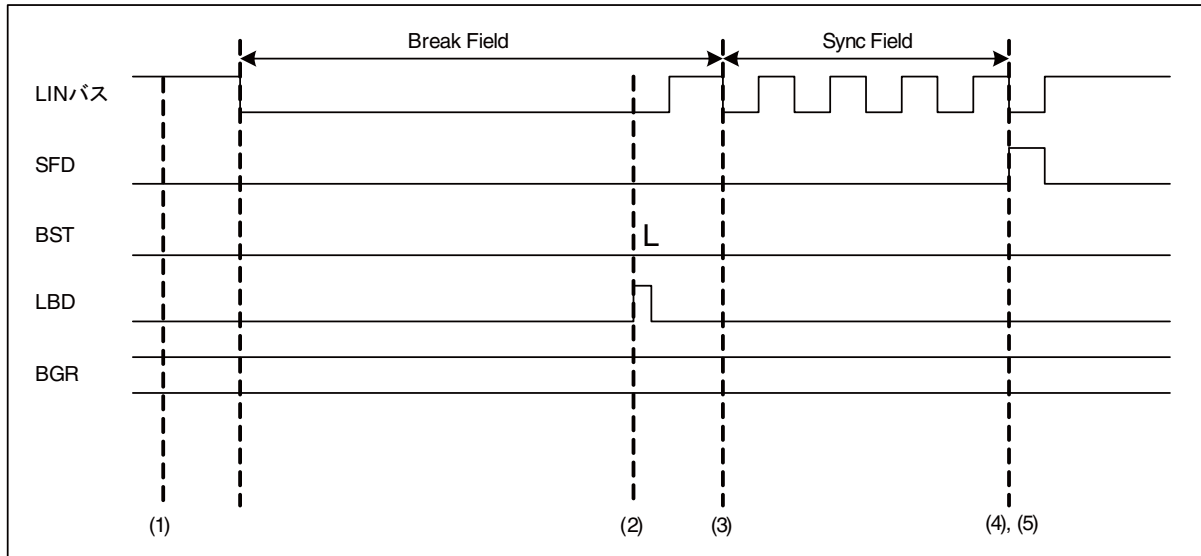 Break Field
Sync Field
LINバス
SFD
BST
L
LBD
BGR
(1)
(2)
(3)
(4), (5)